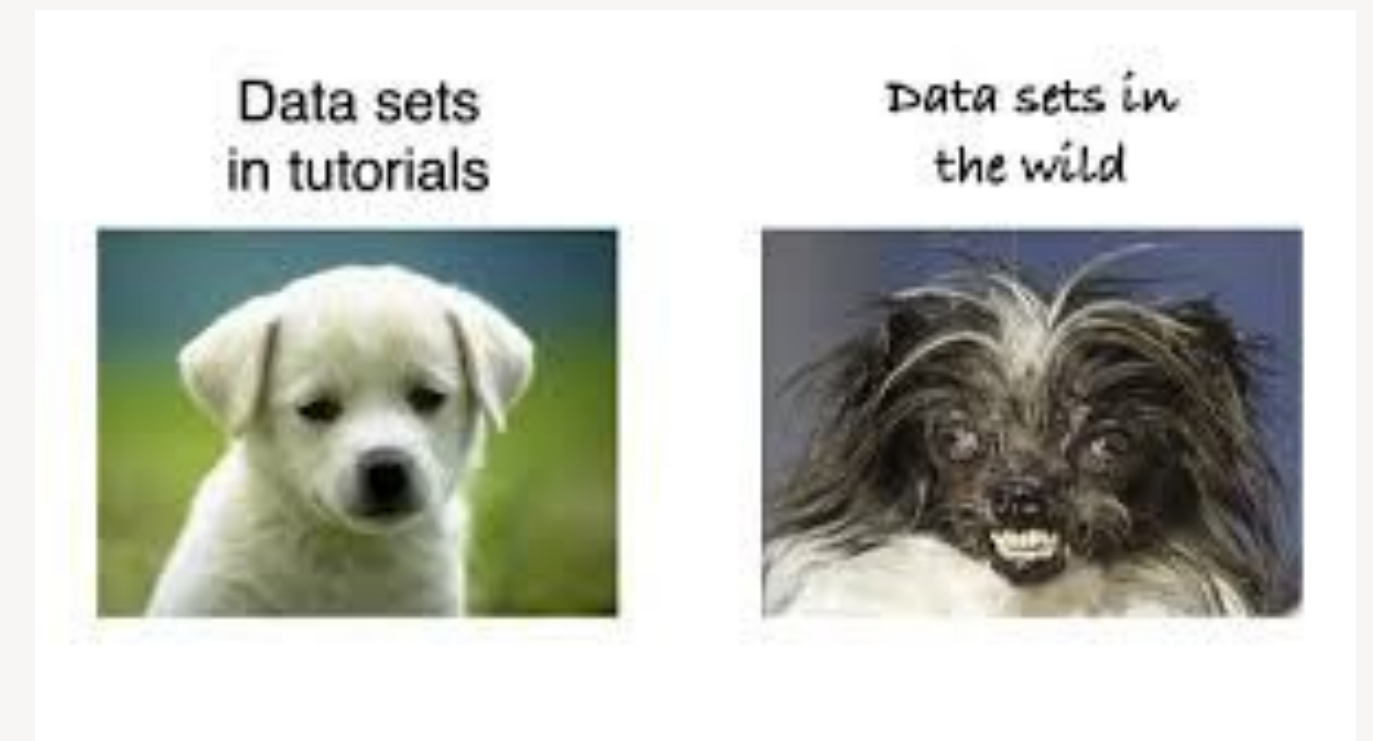 Data sets
in tutorials
Data sets in
the wild